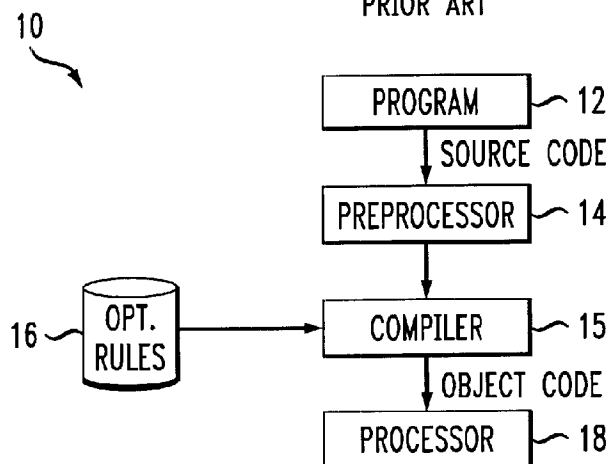 PRIOR ART
10
PROGRAM 12
SOURCE CODE
PREPROCESSOR 14
16 OPT. RULES
COMPILER 15
OBJECT CODE
PROCESSOR 18